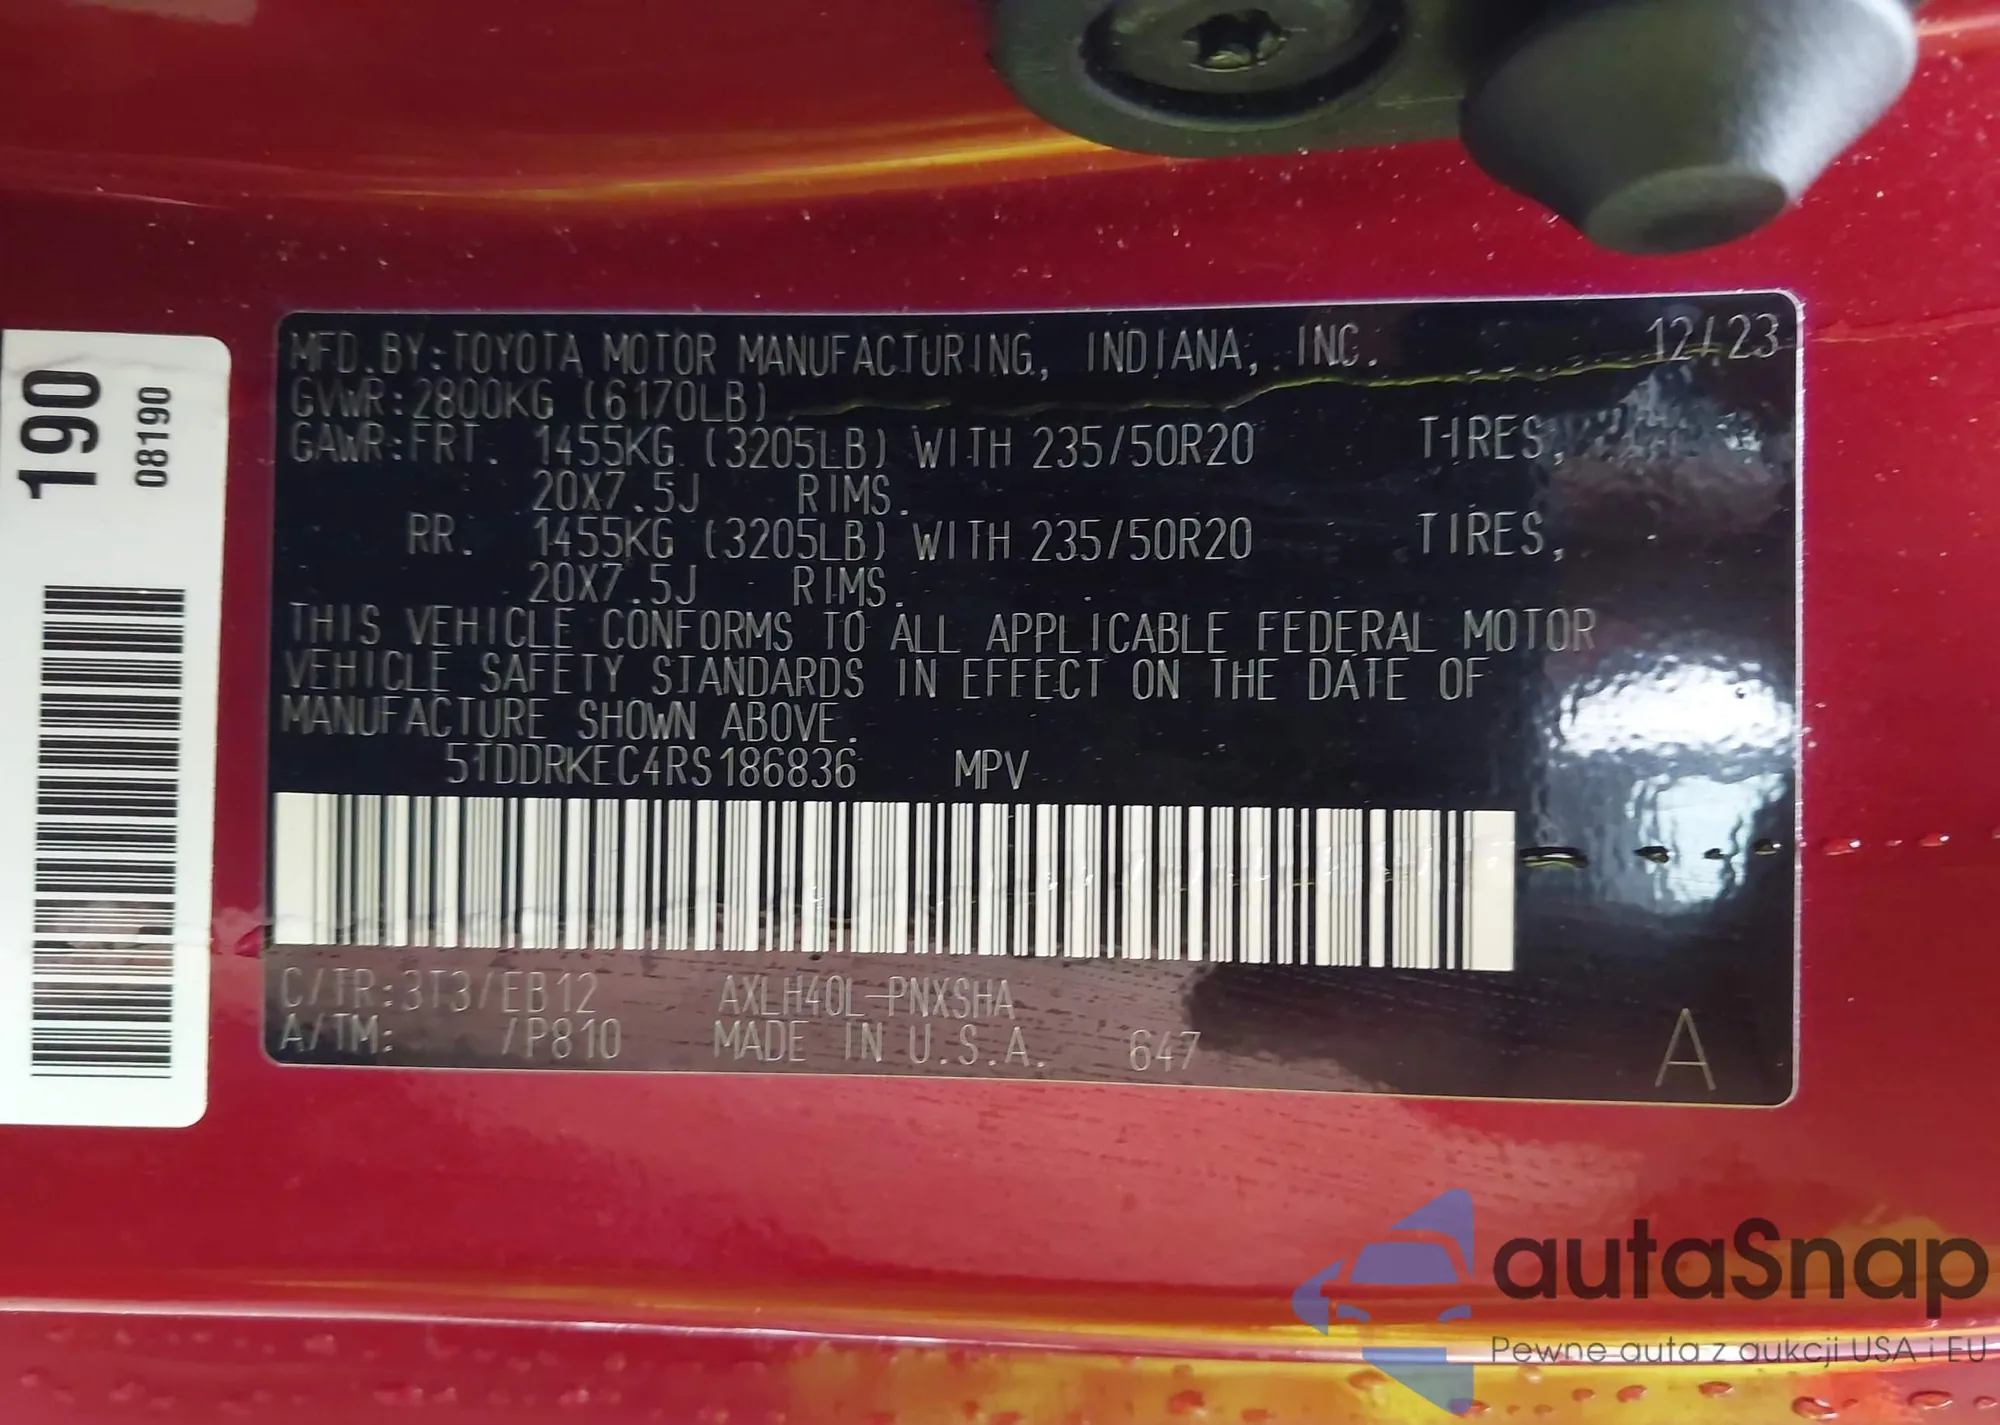 190
08190
MFD.BY:TOYOTA MOTOR MANUFACTURING, INDIANA, INC. 12/23
GVWR:2800KG (6170LB)
GAWR:FRT. 1455KG (3205LB) WITH 235/50R20 TIRES,
20X7.5J RIMS.
RR. 1455KG (3205LB) WITH 235/50R20 TIRES,
20X7.5J RIMS.
THIS VEHICLE CONFORMS TO ALL APPLICABLE FEDERAL MOTOR
VEHICLE SAFETY STANDARDS IN EFFECT ON THE DATE OF
MANUFACTURE SHOWN ABOVE.
5TDDRKEC4RS186836 MPV
C/TR:3T3/EB12 AXLH40L-PNXSHA
A/TM: /P810 MADE IN U.S.A. 647 A
autaSnap
Pewne auta z aukcji USA i EU